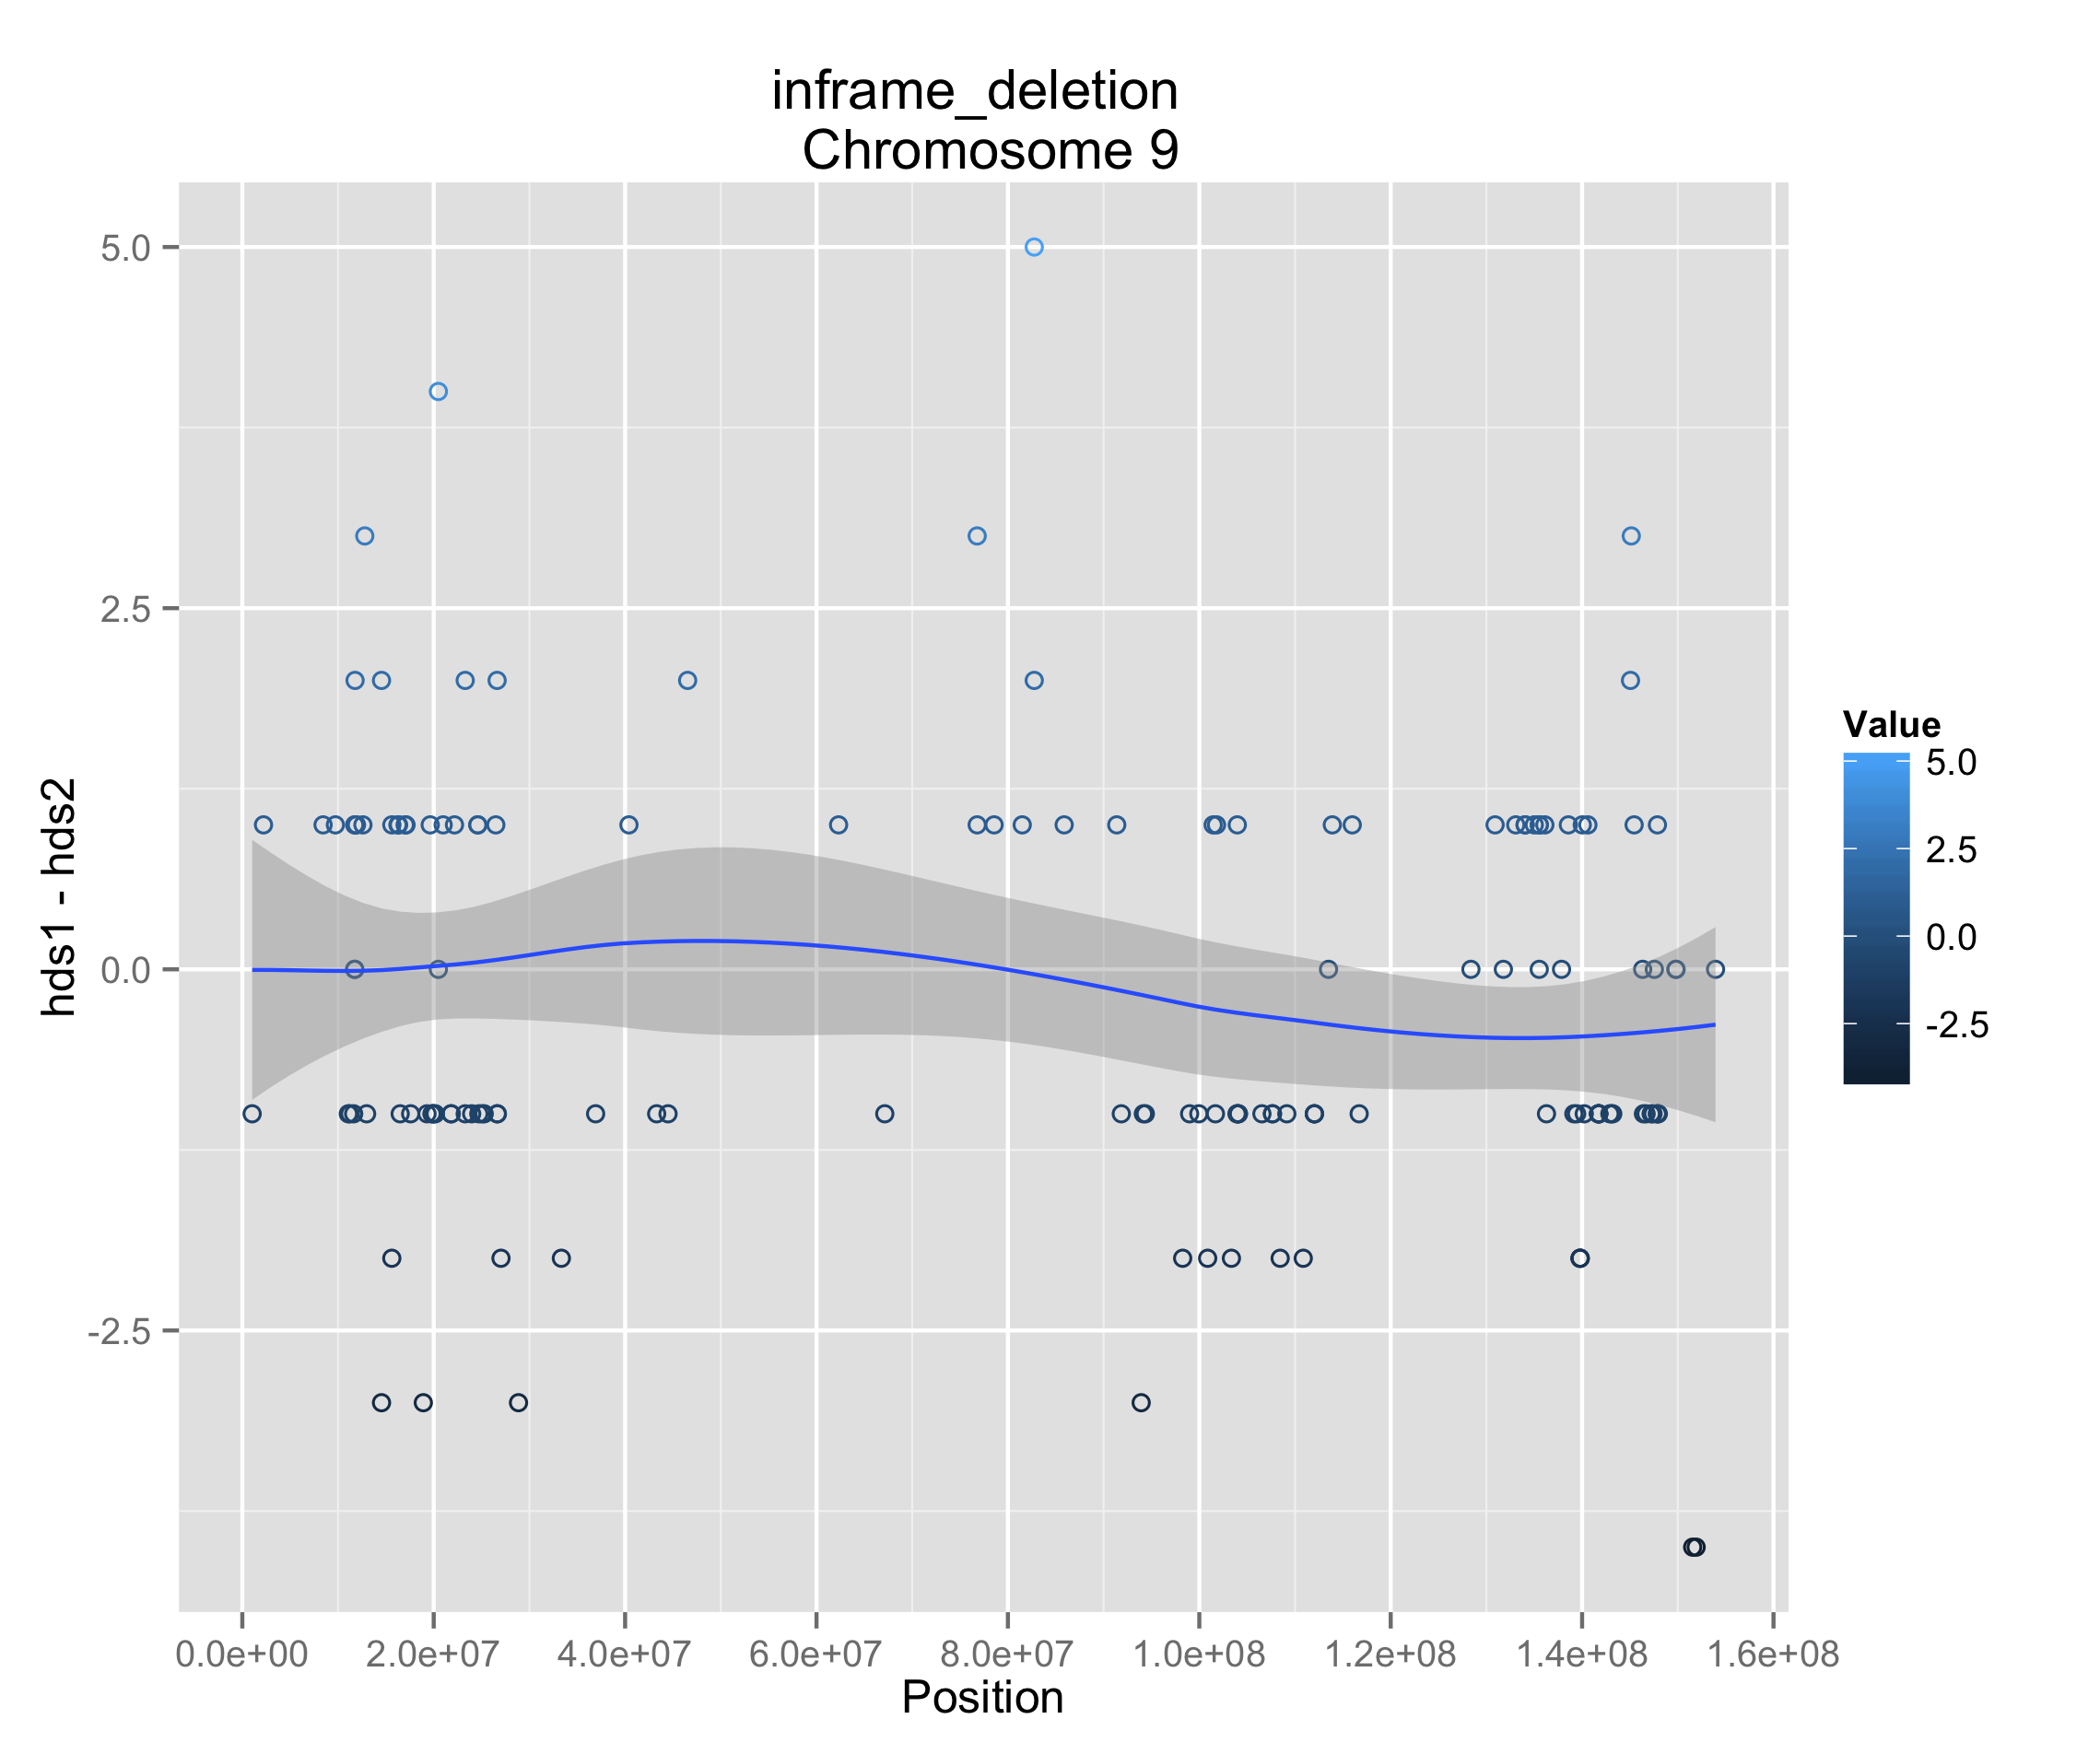 inframe_deletion
Chromosome 9
hds1 - hds2
5.0
2.5
0.0
-2.5
0.0e+00 2.0e+07 4.0e+07 6.0e+07 8.0e+07 1.0e+08 1.2e+08 1.4e+08 1.6e+08
Position
Value
5.0
2.5
0.0
-2.5